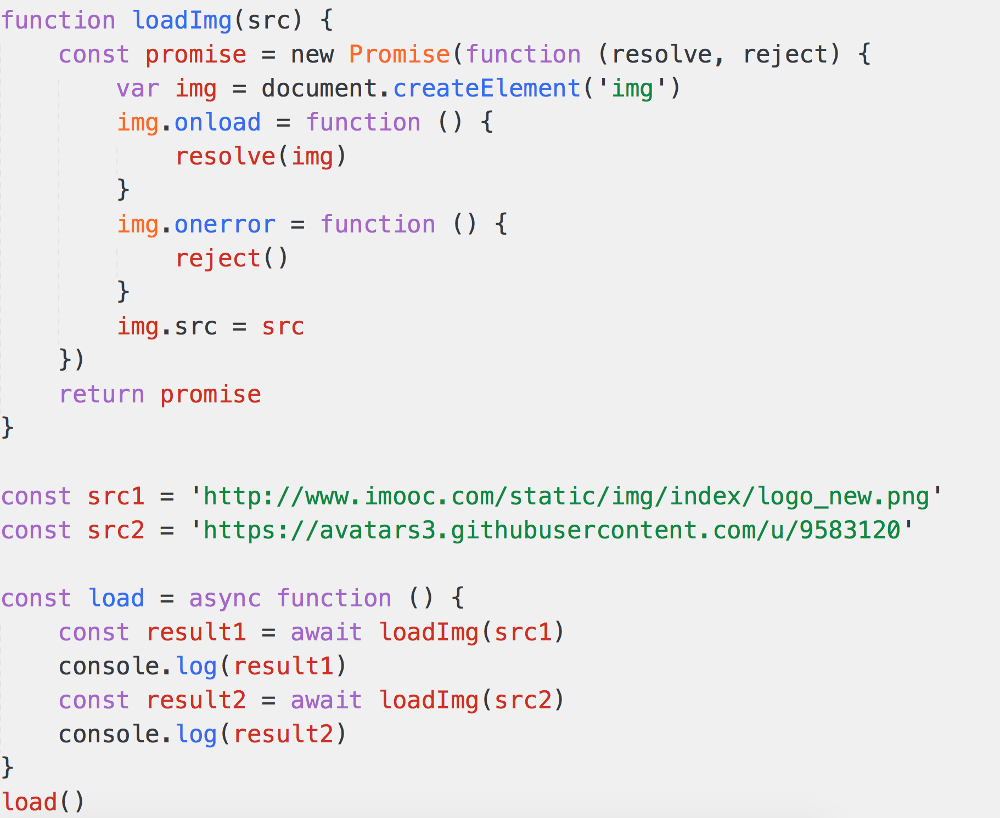 function loadImg(src) {
    const promise = new Promise(function (resolve, reject) {
        var img = document.createElement('img')
        img.onload = function () {
            resolve(img)
        }
        img.onerror = function () {
            reject()
        }
        img.src = src
    })
    return promise
}

const src1 = 'http://www.imooc.com/static/img/index/logo_new.png'
const src2 = 'https://avatars3.githubusercontent.com/u/9583120'

const load = async function () {
    const result1 = await loadImg(src1)
    console.log(result1)
    const result2 = await loadImg(src2)
    console.log(result2)
}
load()